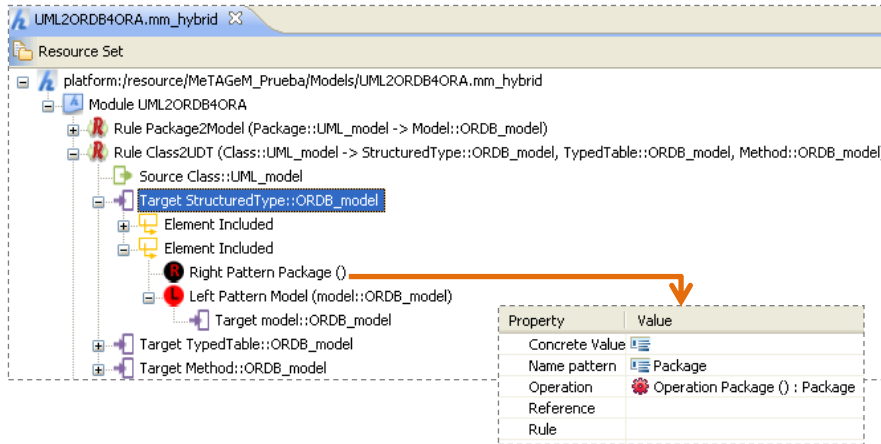 UML2ORDB4ORA.mm_hybrid
Resource Set
platform:/resource/MeTAGeM_Prueba/Models/UML2ORDB4ORA.mm_hybrid
Module UML2ORDB4ORA
Rule Package2Model (Package::UML_model -> Model::ORDB_model)
Rule Class2UDT (Class::UML_model -> StructuredType::ORDB_model, TypedTable::ORDB_model, Method::ORDB_model
Source Class::UML_model
Target StructuredType::ORDB_model
Element Included
Element Included
Right Pattern Package ()
Left Pattern Model (model::ORDB_model)
Target model::ORDB_model
Target TypedTable::ORDB_model
Target Method::ORDB_model
Property Value
Concrete Value
Name pattern Package
Operation Operation Package () : Package
Reference
Rule